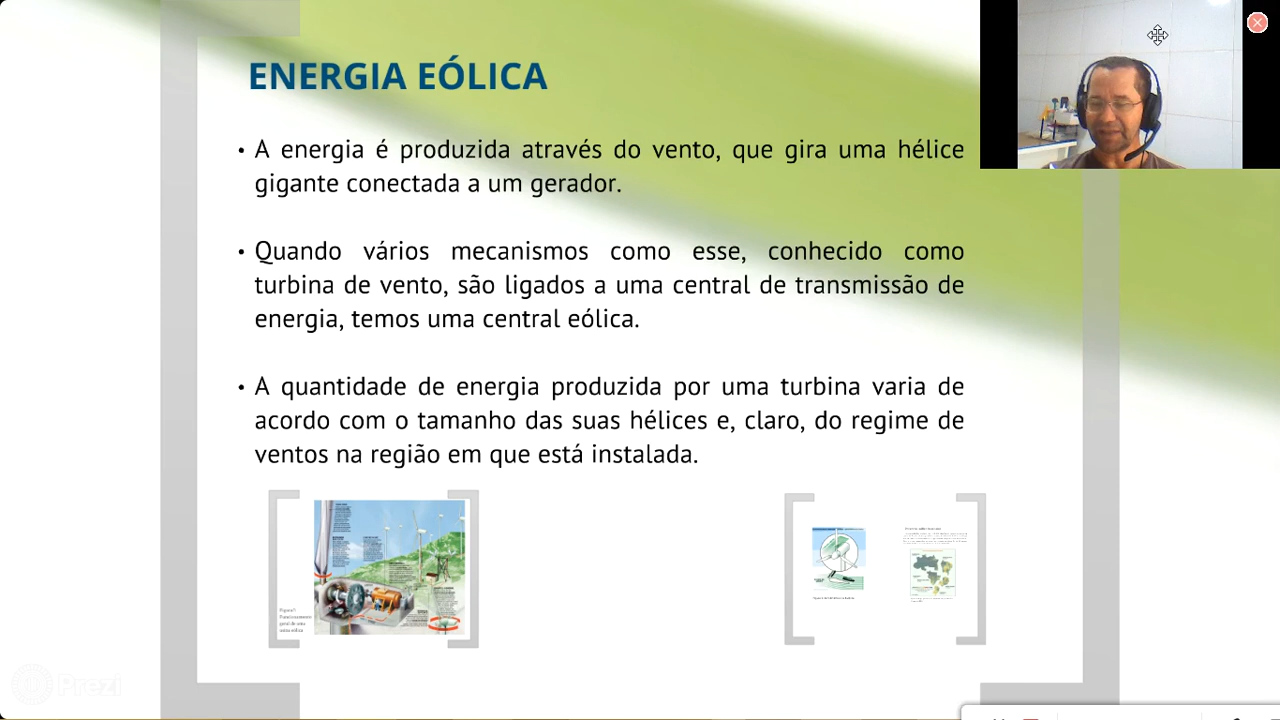 ENERGIA EÓLICA
• A energia é produzida através do vento, que gira uma hélice
gigante conectada a um gerador.
• Quando vários mecanismos como esse, conhecido como
turbina de vento, são ligados a uma central de transmissão de
energia, temos uma central eólica.
• A quantidade de energia produzida por uma turbina varia de
acordo com o tamanho das suas hélices e, claro, do regime de
ventos na região em que está instalada.
Prezi